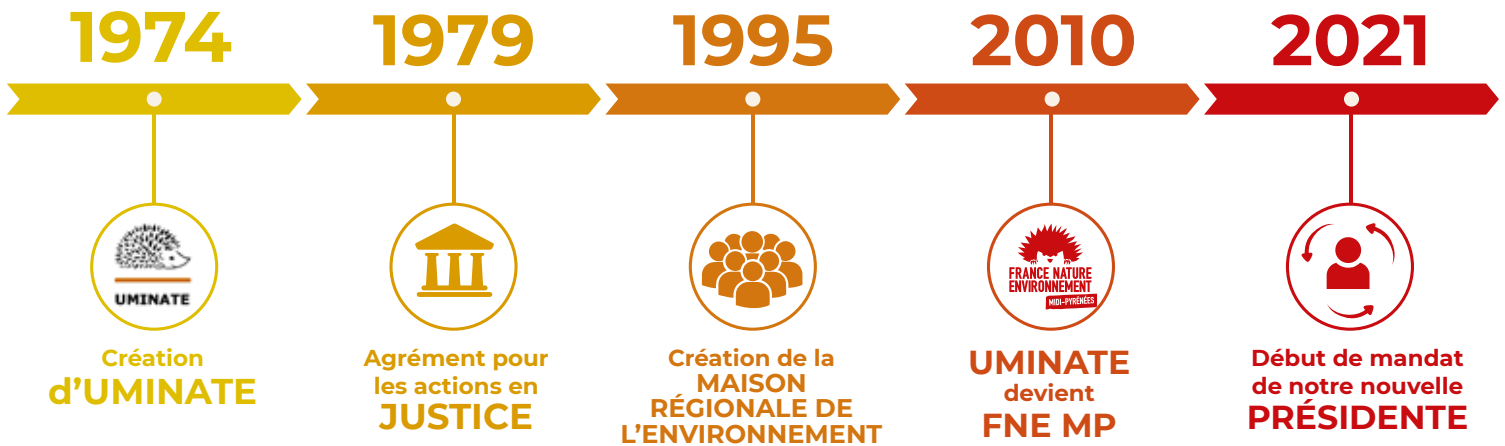 1974
1979
1995
2010
2021
UMINATE
FRANCE NATURE
ENVIRONNEMENT
MIDI-PYRÉNÉES
Création
d’UMINATE
Agrément pour
les actions en
JUSTICE
Création de la
MAISON
RÉGIONALE DE
L’ENVIRONNEMENT
UMINATE
devient
FNE MP
Début de mandat
de notre nouvelle
PRÉSIDENTE